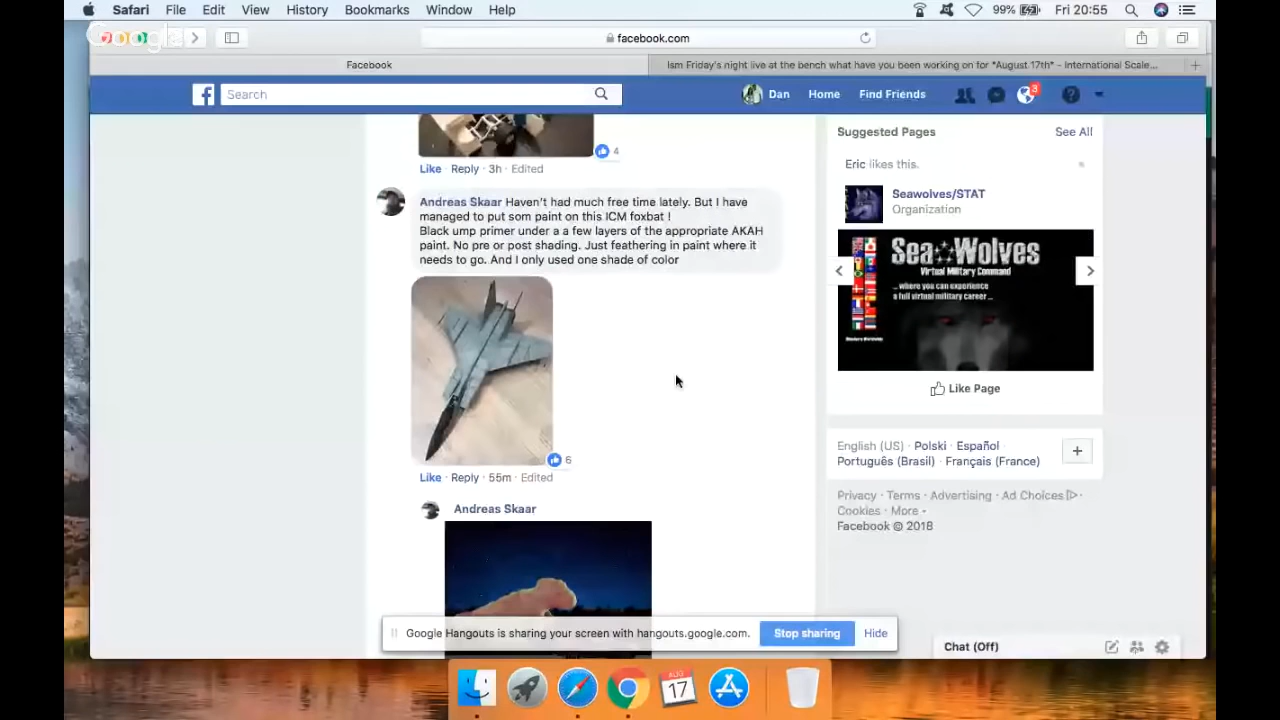 Safari File Edit View History Bookmarks Window Help 99% Fri 20:55
Google
facebook.com
Facebook
Ism Friday's night live at the bench what have you been working on for *August 17th* - International Scale...
f Search Dan Home Find Friends 3
4
Like Reply · 3h · Edited
Andreas Skaar Haven't had much free time lately. But I have
managed to put som paint on this ICM foxbat !
Black ump primer under a a few layers of the appropriate AKAH
paint. No pre or post shading. Just feathering in paint where it
needs to go. And I only used one shade of color
6
Like · Reply · 55m · Edited
Andreas Skaar
Suggested Pages See All
Eric likes this.
Seawolves/STAT
Organization
Sea Wolves
Virtual Military Command
... where you can experience
a full virtual military career ...
Like Page
English (US) · Polski · Español ·
Português (Brasil) · Français (France)
Privacy · Terms · Advertising · Ad Choices ·
Cookies · More
Facebook © 2018
Google Hangouts is sharing your screen with hangouts.google.com. Stop sharing Hide
Chat (Off)
AUG
17